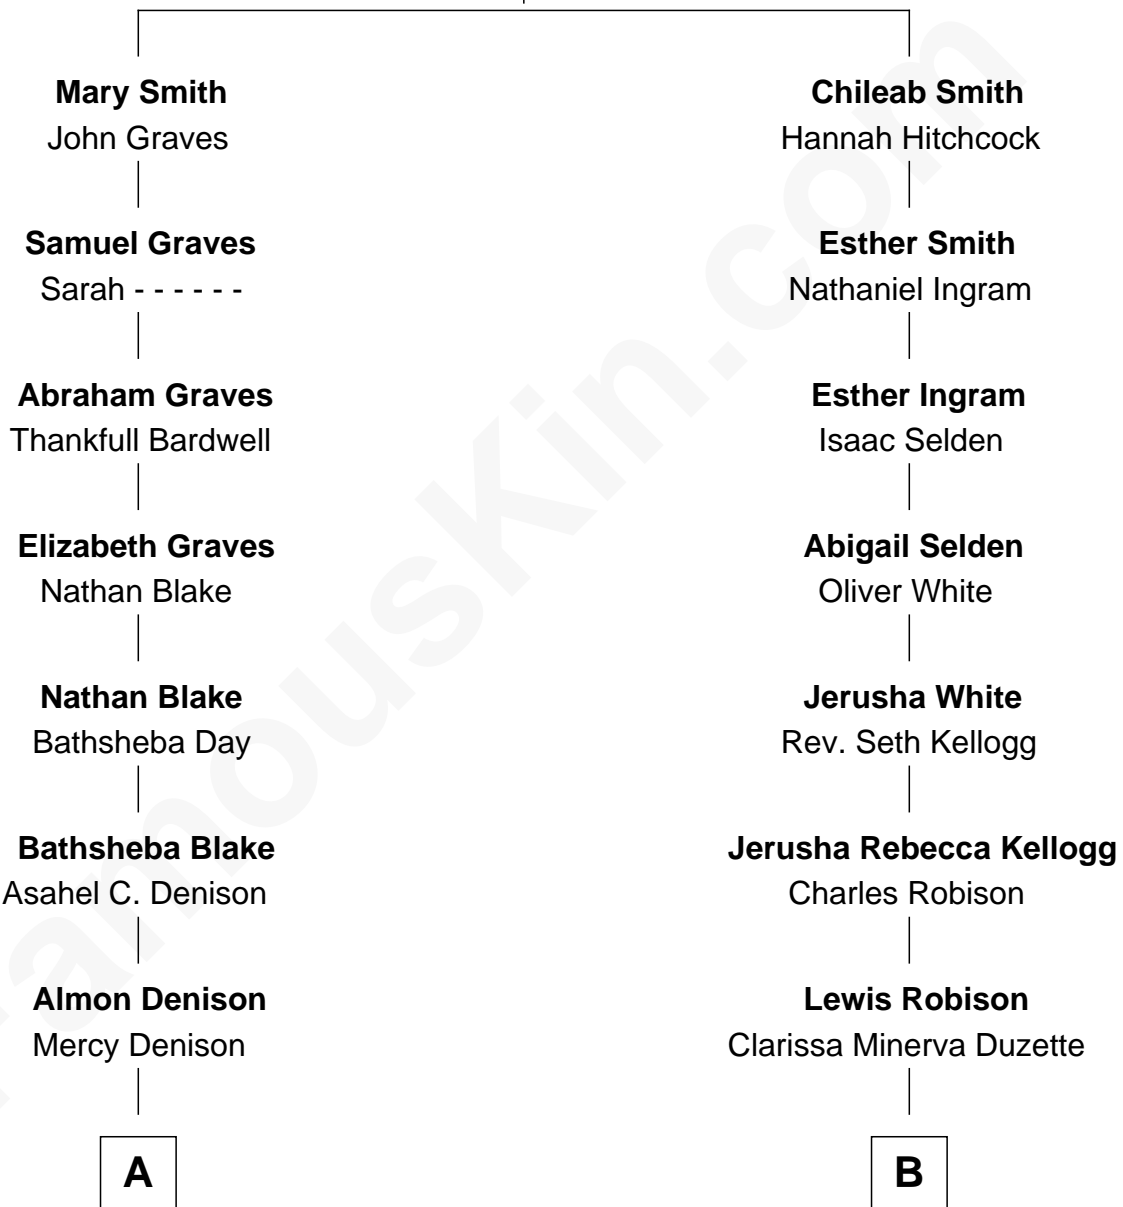 Mary Smith
John Graves
Chileab Smith
Hannah Hitchcock
Samuel Graves
Sarah - - - - - -
Esther Smith
Nathaniel Ingram
Abraham Graves
Thankfull Bardwell
Esther Ingram
Isaac Selden
Elizabeth Graves
Nathan Blake
Abigail Selden
Oliver White
Nathan Blake
Bathsheba Day
Jerusha White
Rev. Seth Kellogg
Bathsheba Blake
Asahel C. Denison
Jerusha Rebecca Kellogg
Charles Robison
Almon Denison
Mercy Denison
Lewis Robison
Clarissa Minerva Duzette
A
B
FamousKin.com